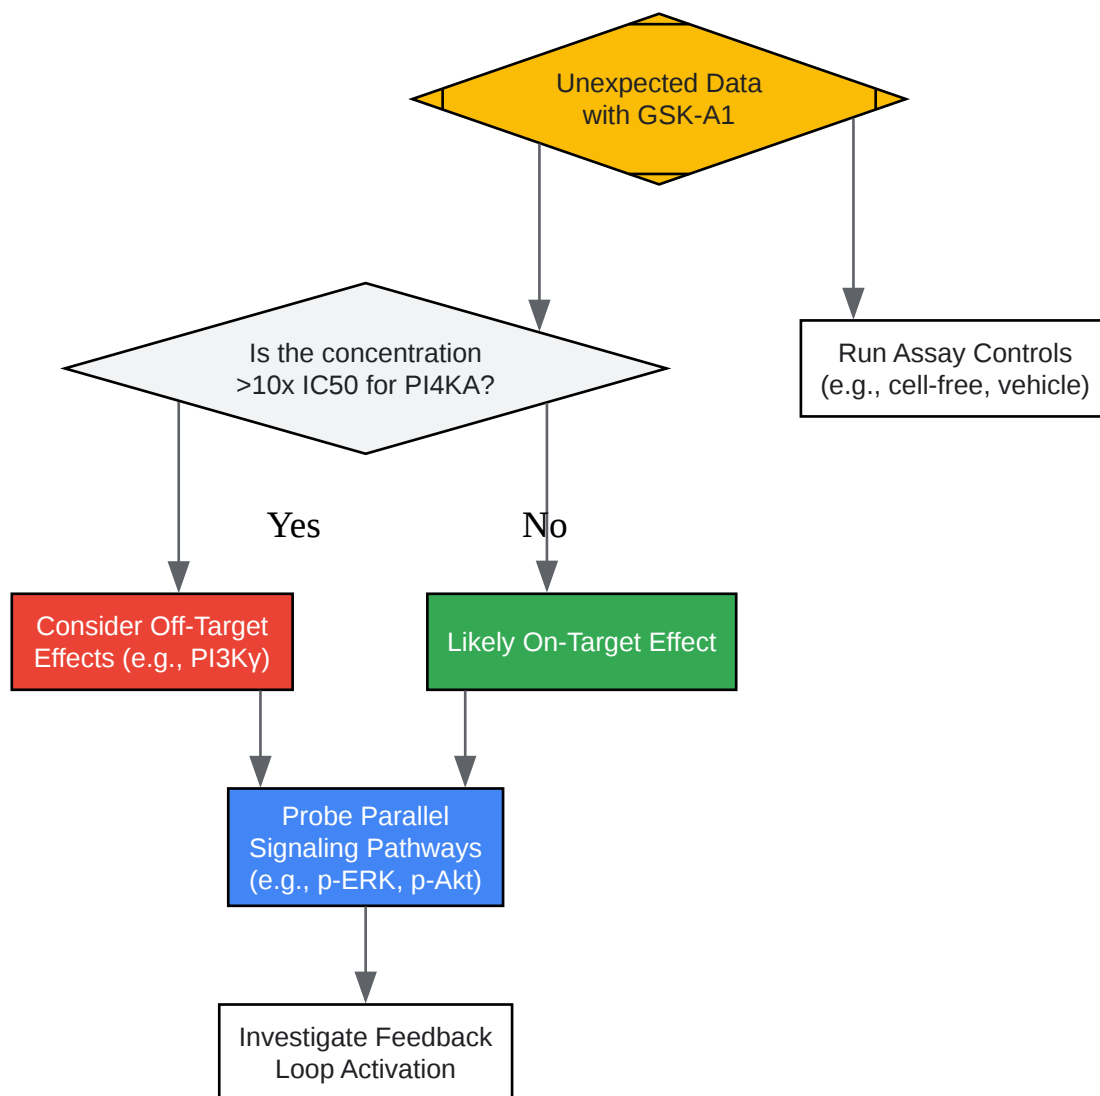 Unexpected Data
with GSK-A1
Is the concentration
>10x IC50 for PI4KA?
Run Assay Controls
(e.g., cell-free, vehicle)
Yes
No
Consider Off-Target
Effects (e.g., PI3Kγ)
Likely On-Target Effect
Probe Parallel
Signaling Pathways
(e.g., p-ERK, p-Akt)
Investigate Feedback
Loop Activation